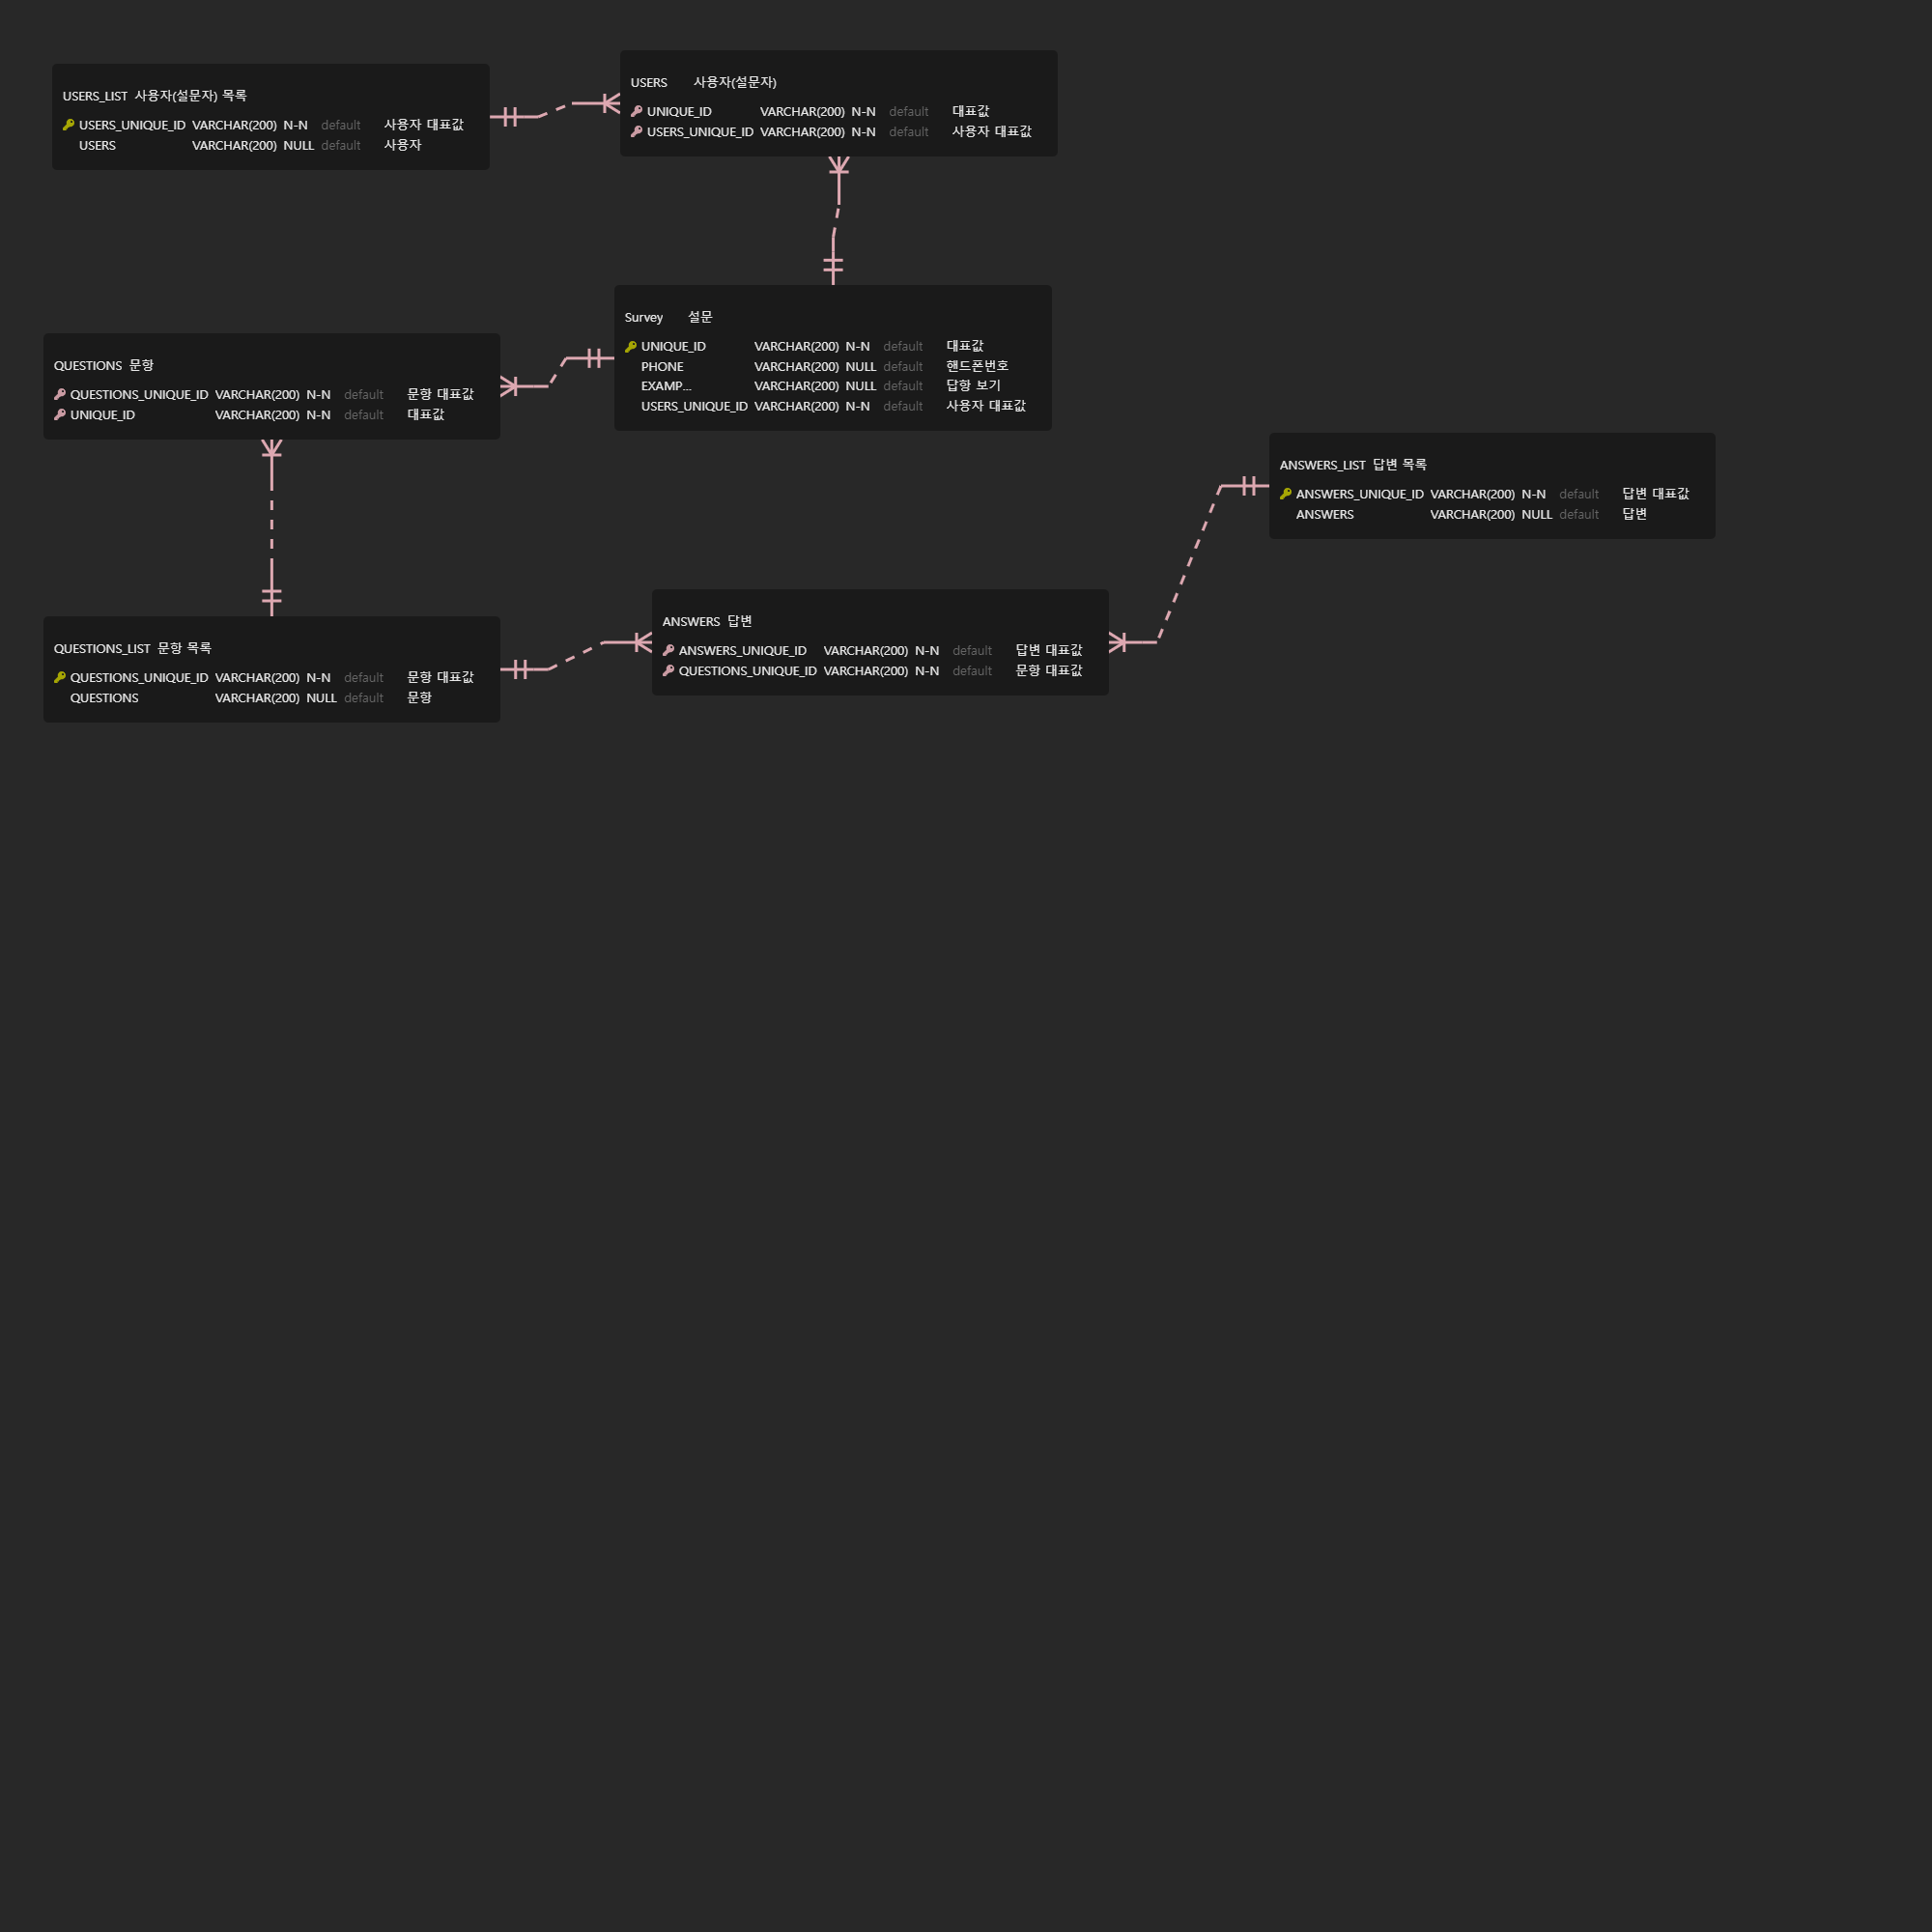 USERS_LIST 사용자(설문자) 목록
USERS_UNIQUE_ID VARCHAR(200) N-N default 사용자 대표값
USERS VARCHAR(200) NULL default 사용자
USERS 사용자(설문자)
UNIQUE_ID VARCHAR(200) N-N default 대표값
USERS_UNIQUE_ID VARCHAR(200) N-N default 사용자 대표값
Survey 설문
UNIQUE_ID VARCHAR(200) N-N default 대표값
PHONE VARCHAR(200) NULL default 핸드폰번호
EXAMP... VARCHAR(200) NULL default 답항 보기
USERS_UNIQUE_ID VARCHAR(200) N-N default 사용자 대표값
QUESTIONS 문항
QUESTIONS_UNIQUE_ID VARCHAR(200) N-N default 문항 대표값
UNIQUE_ID VARCHAR(200) N-N default 대표값
ANSWERS_LIST 답변 목록
ANSWERS_UNIQUE_ID VARCHAR(200) N-N default 답변 대표값
ANSWERS VARCHAR(200) NULL default 답변
ANSWERS 답변
ANSWERS_UNIQUE_ID VARCHAR(200) N-N default 답변 대표값
QUESTIONS_UNIQUE_ID VARCHAR(200) N-N default 문항 대표값
QUESTIONS_LIST 문항 목록
QUESTIONS_UNIQUE_ID VARCHAR(200) N-N default 문항 대표값
QUESTIONS VARCHAR(200) NULL default 문항